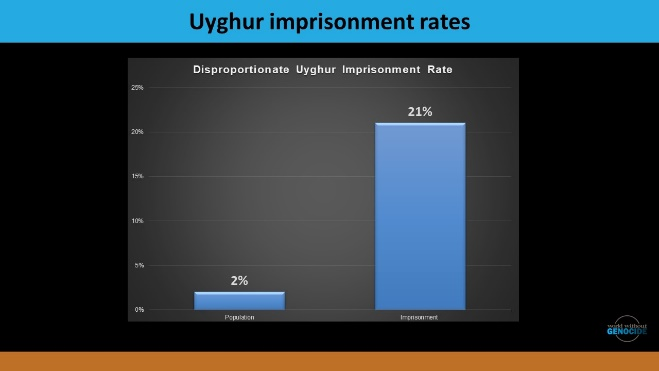 Uyghur imprisonment rates
Disproportionate Uyghur Imprisonment Rate
25%
21%
20%
15%
10%
5%
2%
0%
Population Imprisonment
world without
GENOCIDE